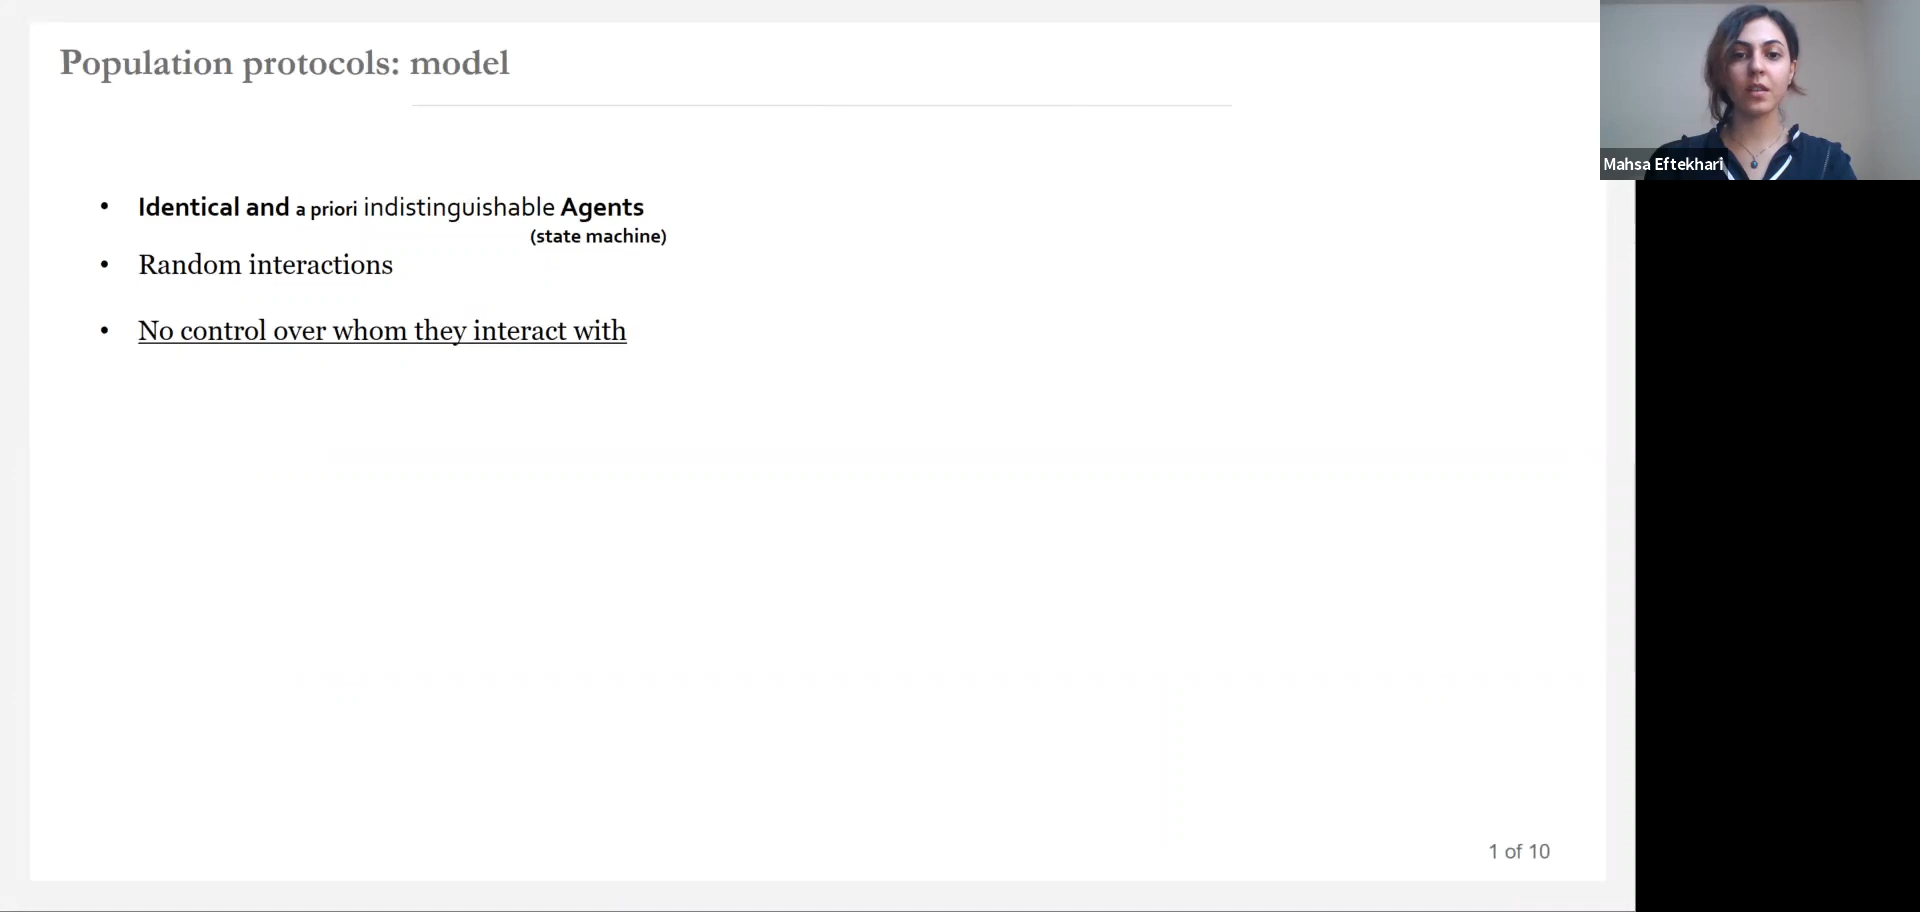 Population protocols: model
Mahsa Eftekhari
• Identical and a priori indistinguishable Agents
(state machine)
• Random interactions
• No control over whom they interact with
1 of 10